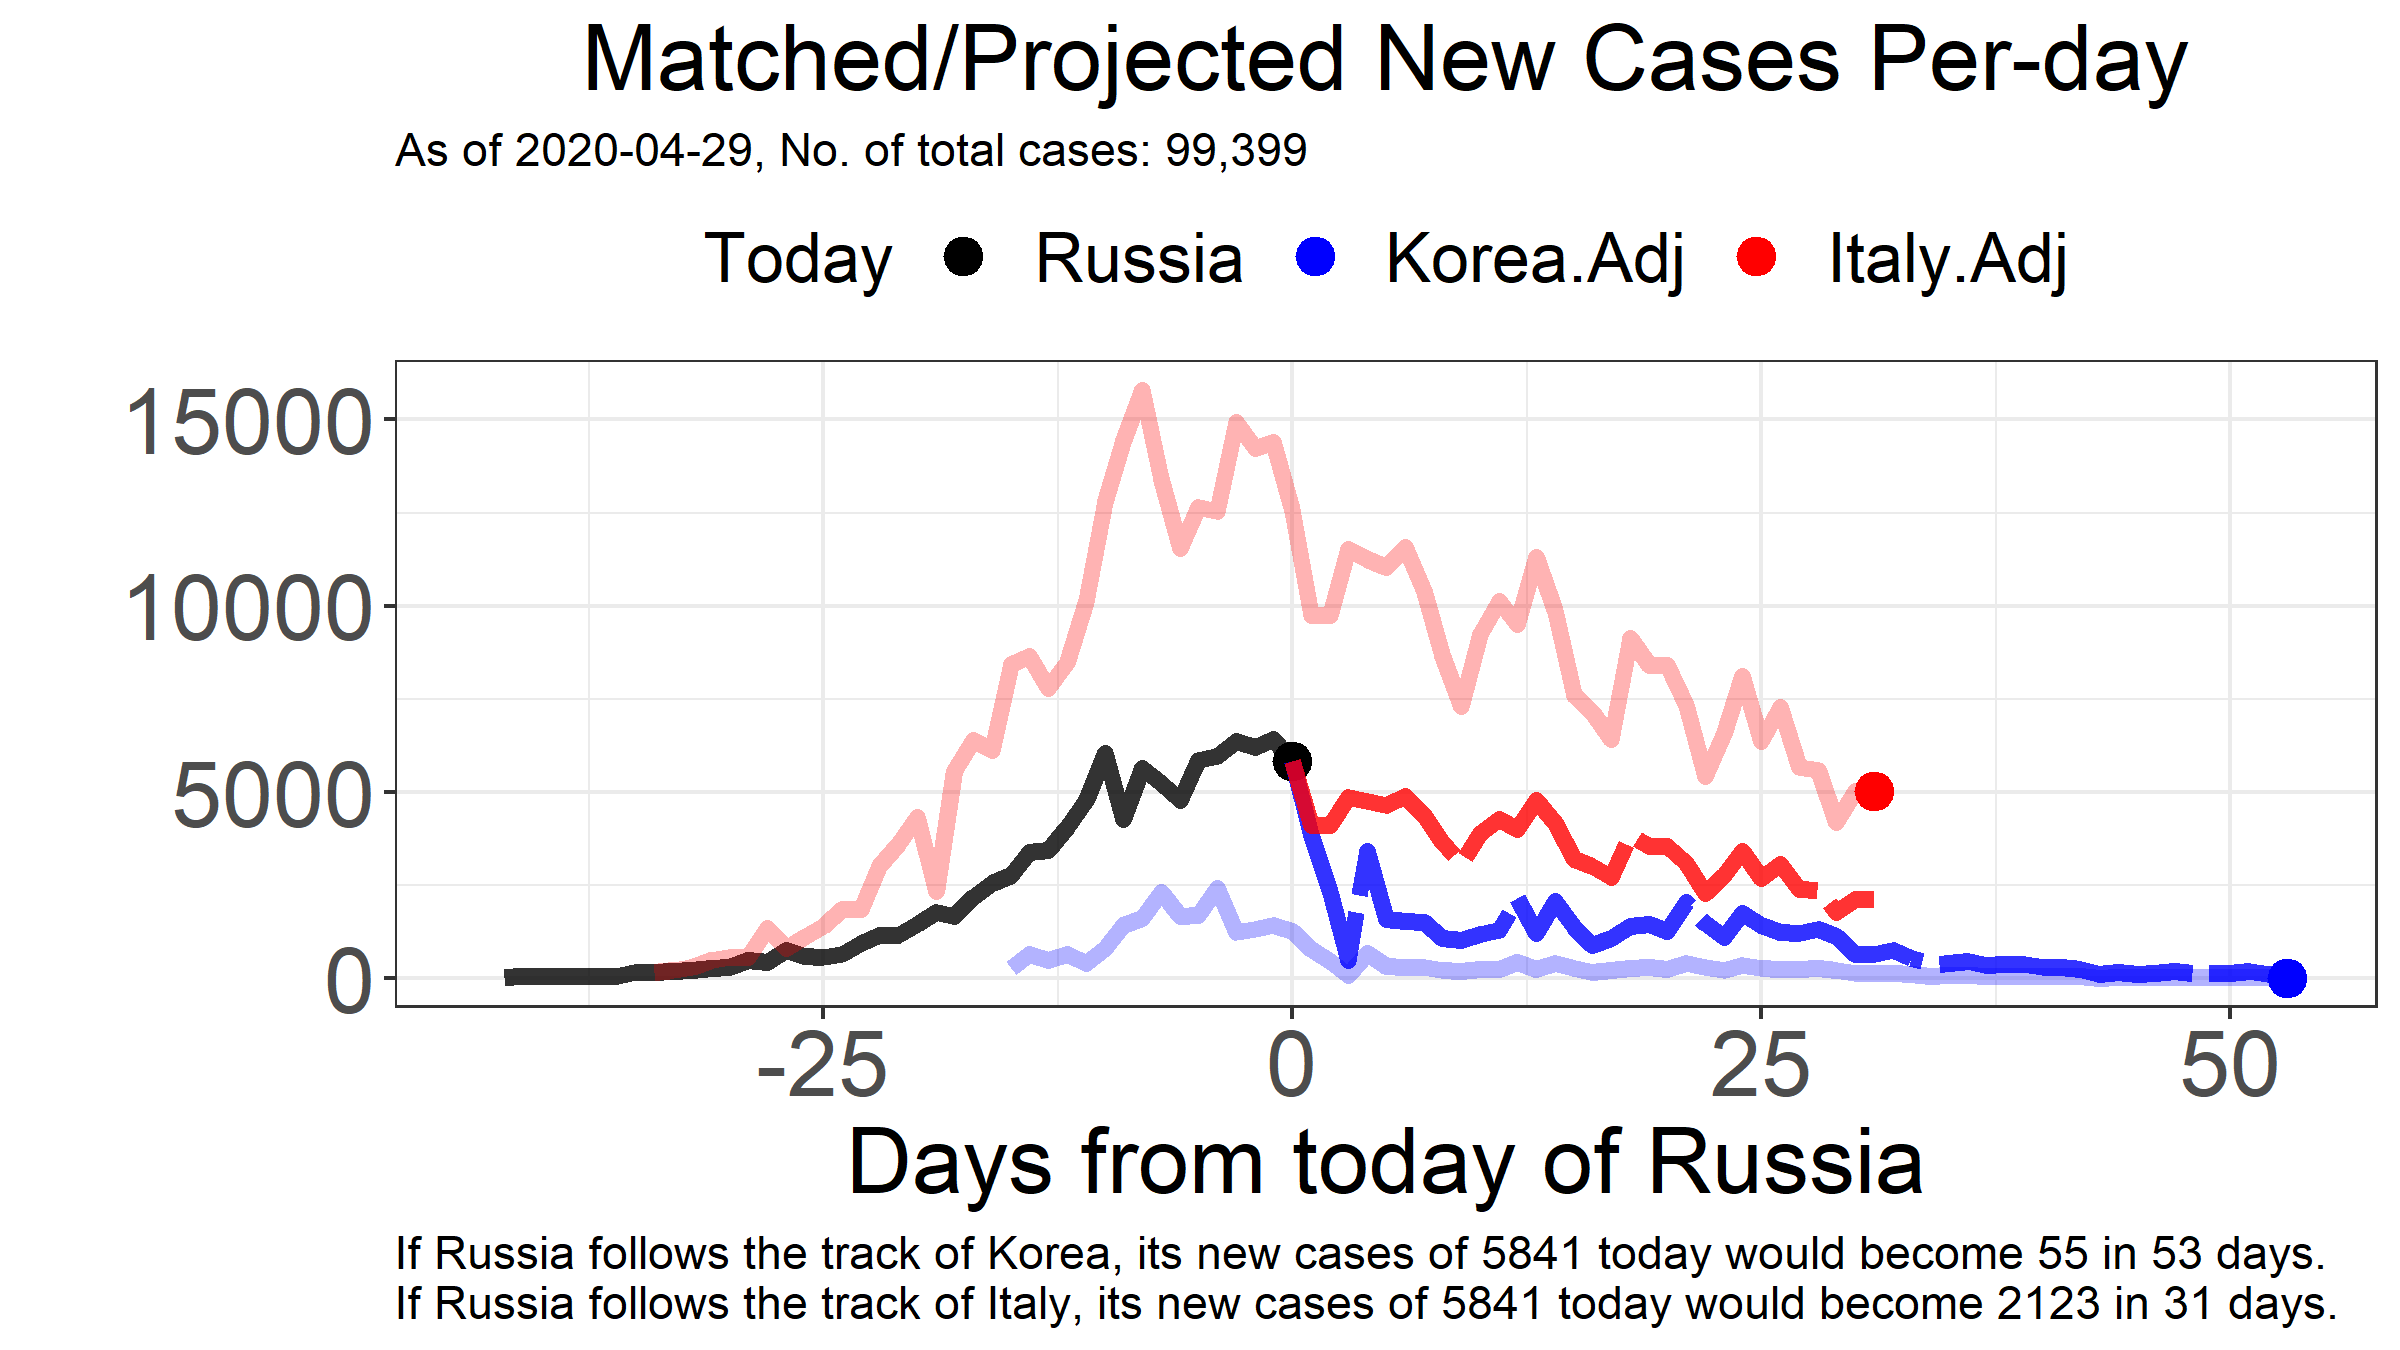 Matched/Projected New Cases Per-day
As of 2020-04-29, No. of total cases: 99,399
Today Russia Korea.Adj Italy.Adj
15000
10000
5000
0
-25 0 25 50
Days from today of Russia
If Russia follows the track of Korea, its new cases of 5841 today would become 55 in 53 days.
If Russia follows the track of Italy, its new cases of 5841 today would become 2123 in 31 days.